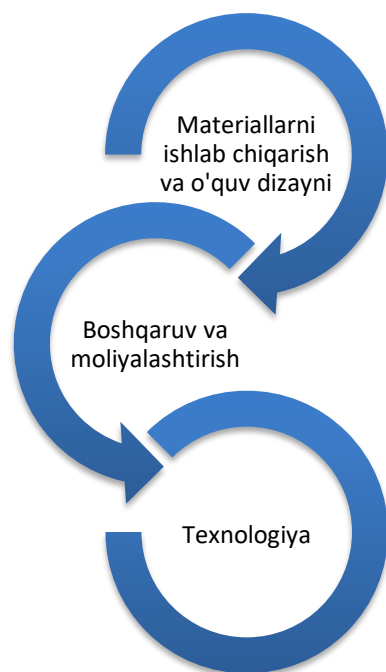 Materiallarni
ishlab chiqarish
va o'quv dizayni
Boshqaruv va
moliyalashtirish
Texnologiya